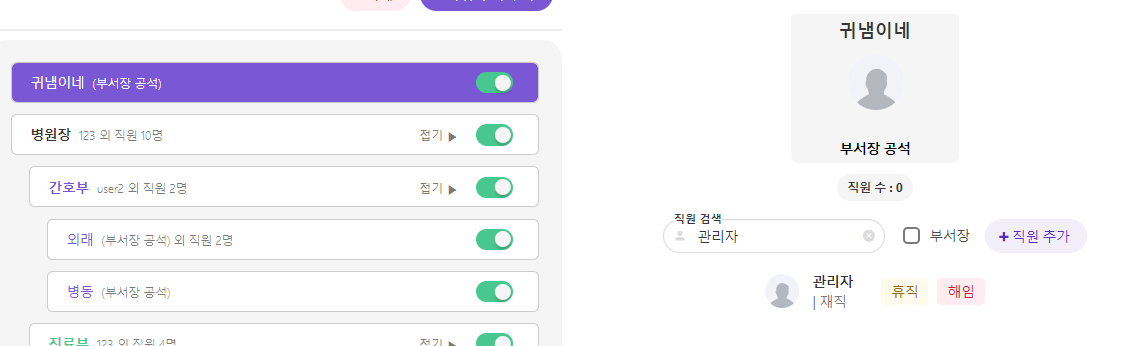 귀냄이네 (부서장 공석)
병원장 123 외 직원 10명 접기 ▶
간호부 user2 외 직원 2명 접기 ▶
외래 (부서장 공석) 외 직원 2명
병동 (부서장 공석)
진료부 123 외 직원 4명 접기 ▶
귀냄이네
부서장 공석
직원 수 : 0
직원 검색
관리자
부서장
+ 직원 추가
관리자
| 재직
휴직
해임